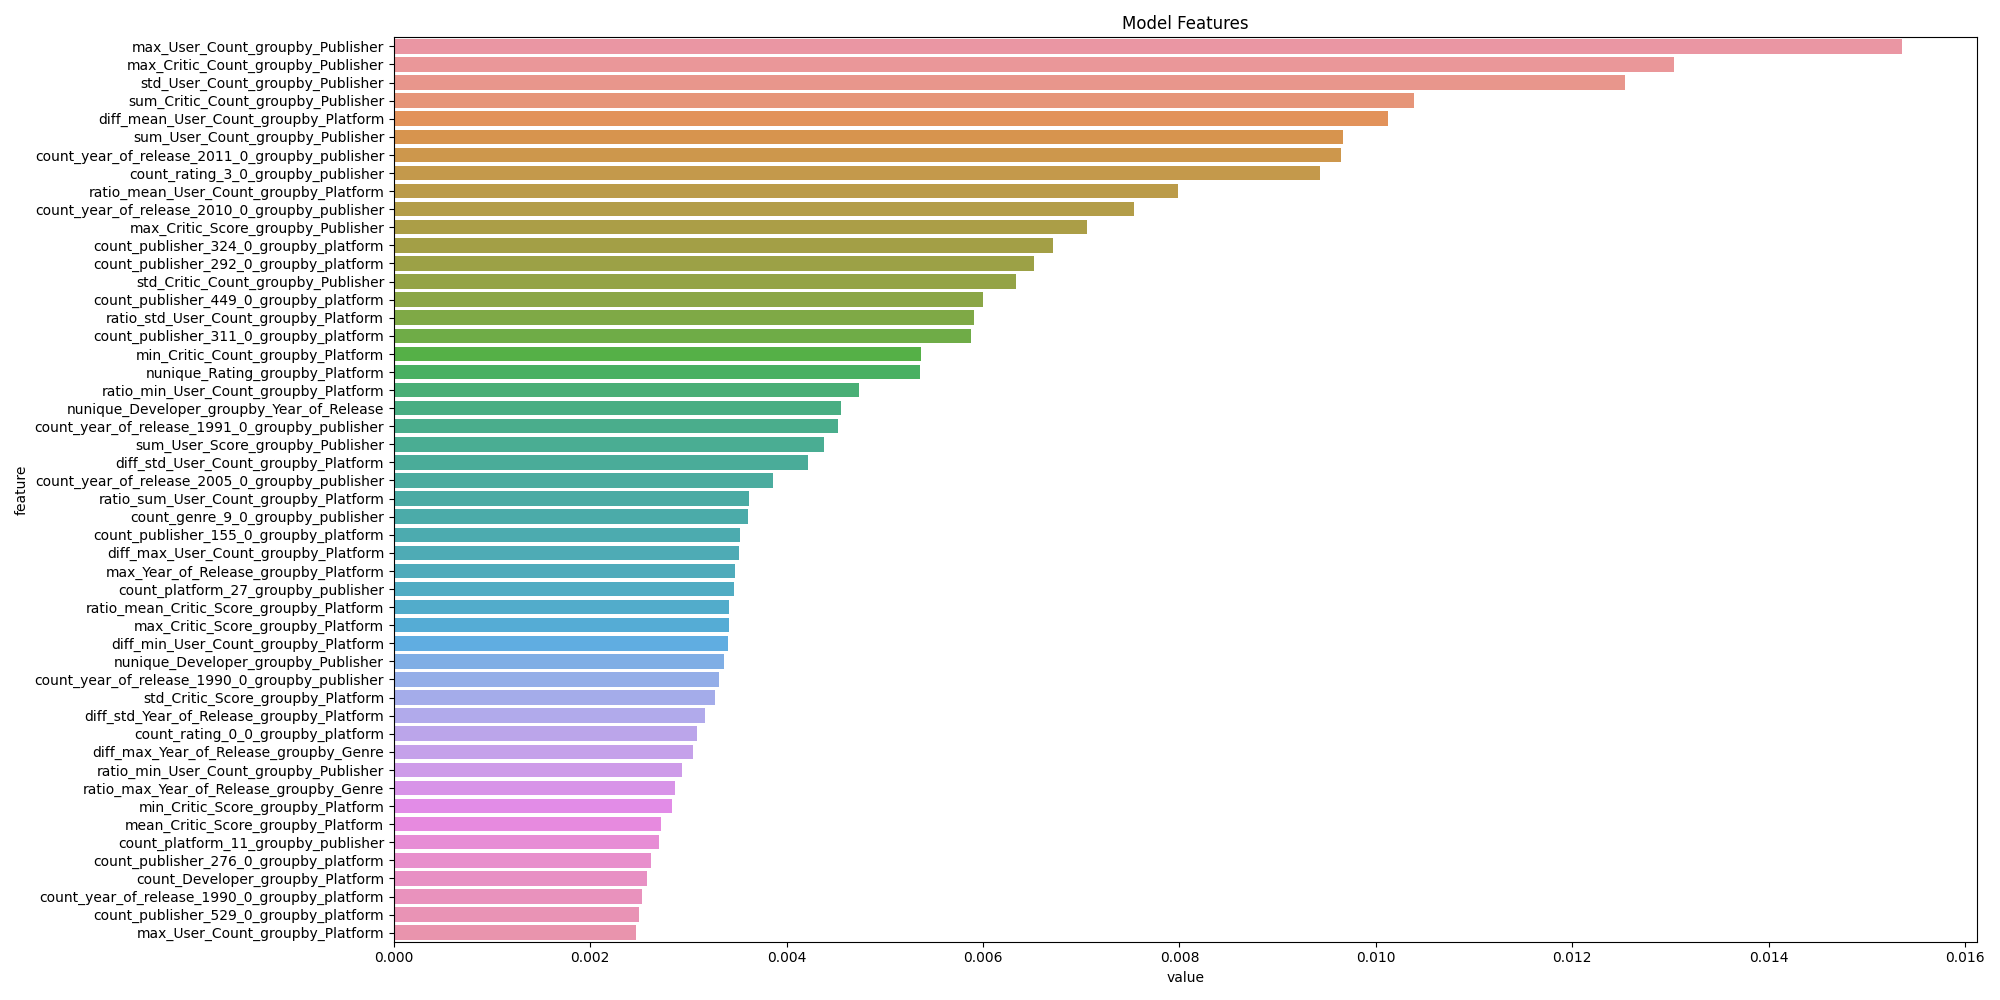 Model Features
max_User_Count_groupby_Publisher
max_Critic_Count_groupby_Publisher
std_User_Count_groupby_Publisher
sum_Critic_Count_groupby_Publisher
diff_mean_User_Count_groupby_Platform
sum_User_Count_groupby_Publisher
count_year_of_release_2011_0_groupby_publisher
count_rating_3_0_groupby_publisher
ratio_mean_User_Count_groupby_Platform
count_year_of_release_2010_0_groupby_publisher
max_Critic_Score_groupby_Publisher
count_publisher_324_0_groupby_platform
count_publisher_292_0_groupby_platform
std_Critic_Count_groupby_Publisher
count_publisher_449_0_groupby_platform
ratio_std_User_Count_groupby_Platform
count_publisher_311_0_groupby_platform
min_Critic_Count_groupby_Platform
nunique_Rating_groupby_Platform
ratio_min_User_Count_groupby_Platform
nunique_Developer_groupby_Year_of_Release
count_year_of_release_1991_0_groupby_publisher
sum_User_Score_groupby_Publisher
diff_std_User_Count_groupby_Platform
count_year_of_release_2005_0_groupby_publisher
ratio_sum_User_Count_groupby_Platform
count_genre_9_0_groupby_publisher
count_publisher_155_0_groupby_platform
diff_max_User_Count_groupby_Platform
max_Year_of_Release_groupby_Platform
count_platform_27_groupby_publisher
ratio_mean_Critic_Score_groupby_Platform
max_Critic_Score_groupby_Platform
diff_min_User_Count_groupby_Platform
nunique_Developer_groupby_Publisher
count_year_of_release_1990_0_groupby_publisher
std_Critic_Score_groupby_Platform
diff_std_Year_of_Release_groupby_Platform
count_rating_0_0_groupby_platform
diff_max_Year_of_Release_groupby_Genre
ratio_min_User_Count_groupby_Publisher
ratio_max_Year_of_Release_groupby_Genre
min_Critic_Score_groupby_Platform
mean_Critic_Score_groupby_Platform
count_platform_11_groupby_publisher
count_publisher_276_0_groupby_platform
count_Developer_groupby_Platform
count_year_of_release_1990_0_groupby_platform
count_publisher_529_0_groupby_platform
max_User_Count_groupby_Platform
feature
0.000 0.002 0.004 0.006 0.008 0.010 0.012 0.014 0.016
value